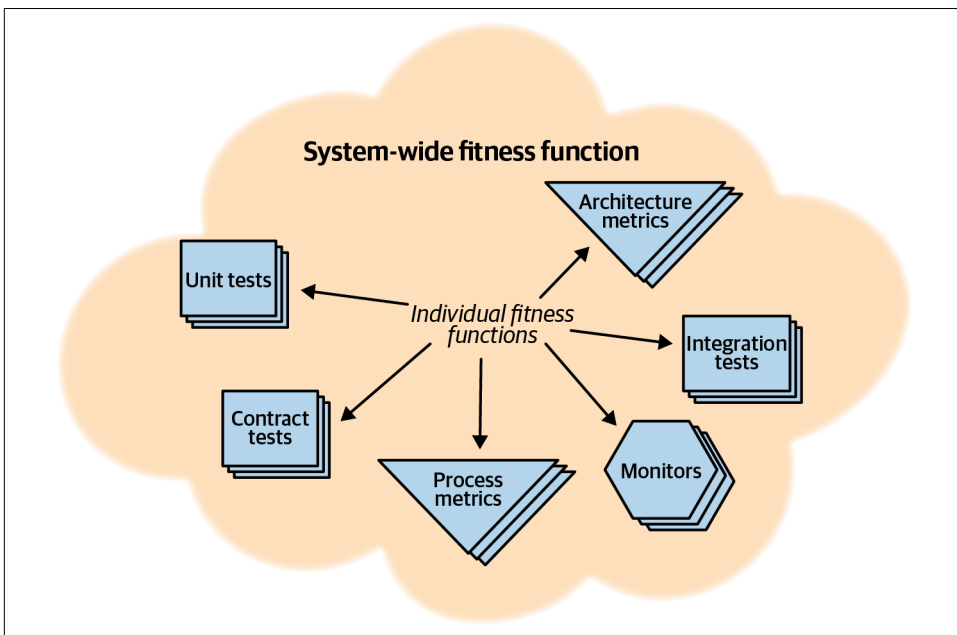 System-wide fitness function
Architecture
metrics
Unit tests
Individual fitness
functions
Integration
tests
Contract
tests
Process
metrics
Monitors